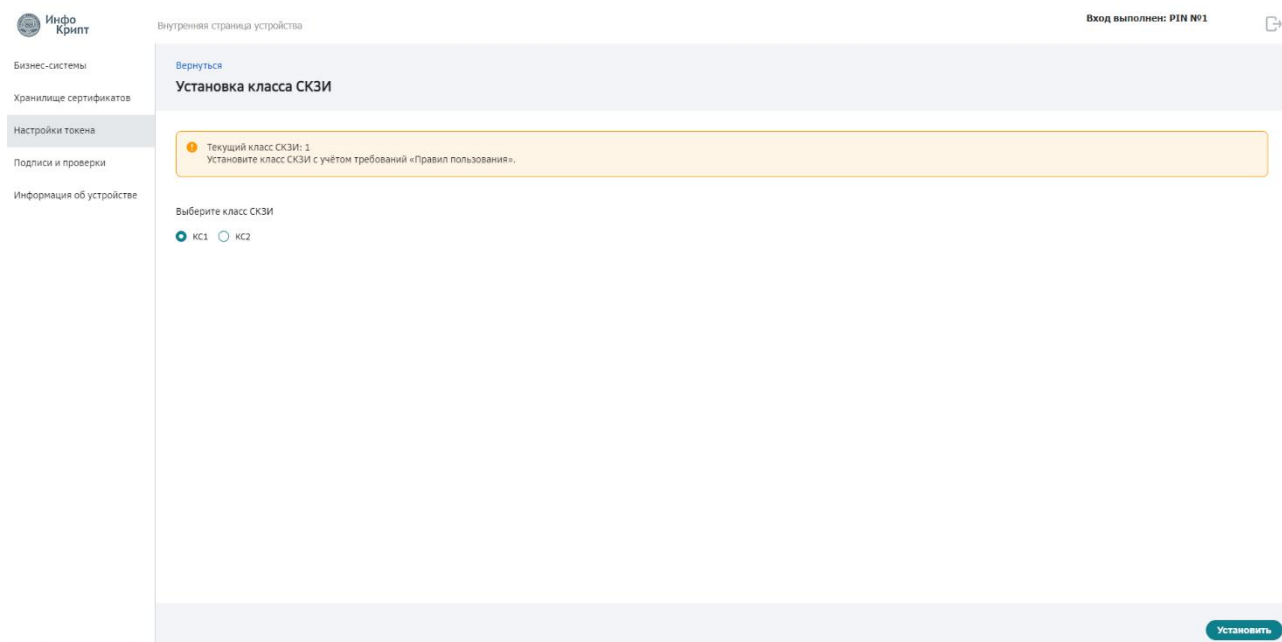 Инфо
Крипт
Внутренняя страница устройства
Вход выполнен: PIN №1
Бизнес-системы
Хранилище сертификатов
Настройки токена
Подписи и проверки
Информация об устройстве
Вернуться
Установка класса СКЗИ
Текущий класс СКЗИ: 1
Установите класс СКЗИ с учётом требований «Правил пользования».
Выберите класс СКЗИ
КС1 КС2
Установить